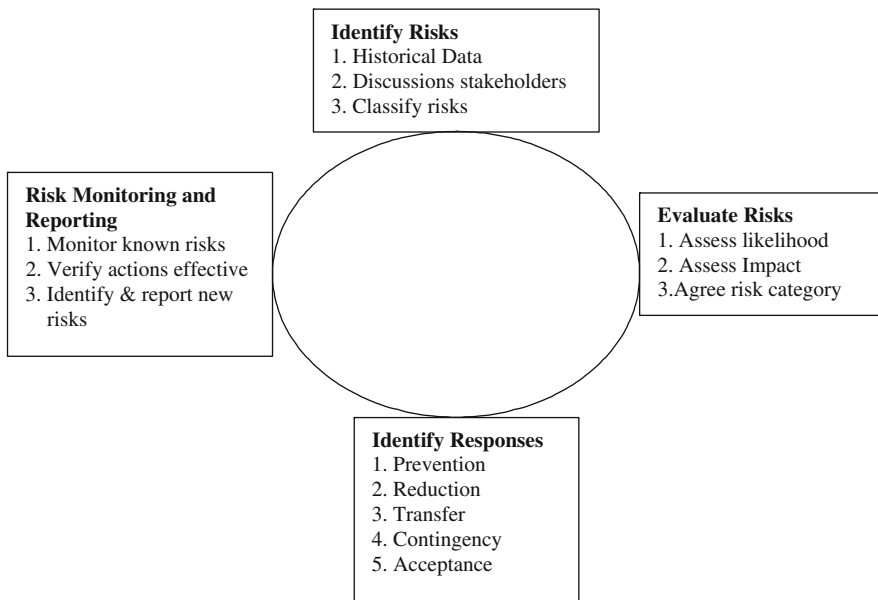 Identify Risks
1. Historical Data
2. Discussions stakeholders
3. Classify risks
Risk Monitoring and
Reporting
1. Monitor known risks
2. Verify actions effective
3. Identify & report new
risks
Evaluate Risks
1. Assess likelihood
2. Assess Impact
3.Agree risk category
Identify Responses
1. Prevention
2. Reduction
3. Transfer
4. Contingency
5. Acceptance